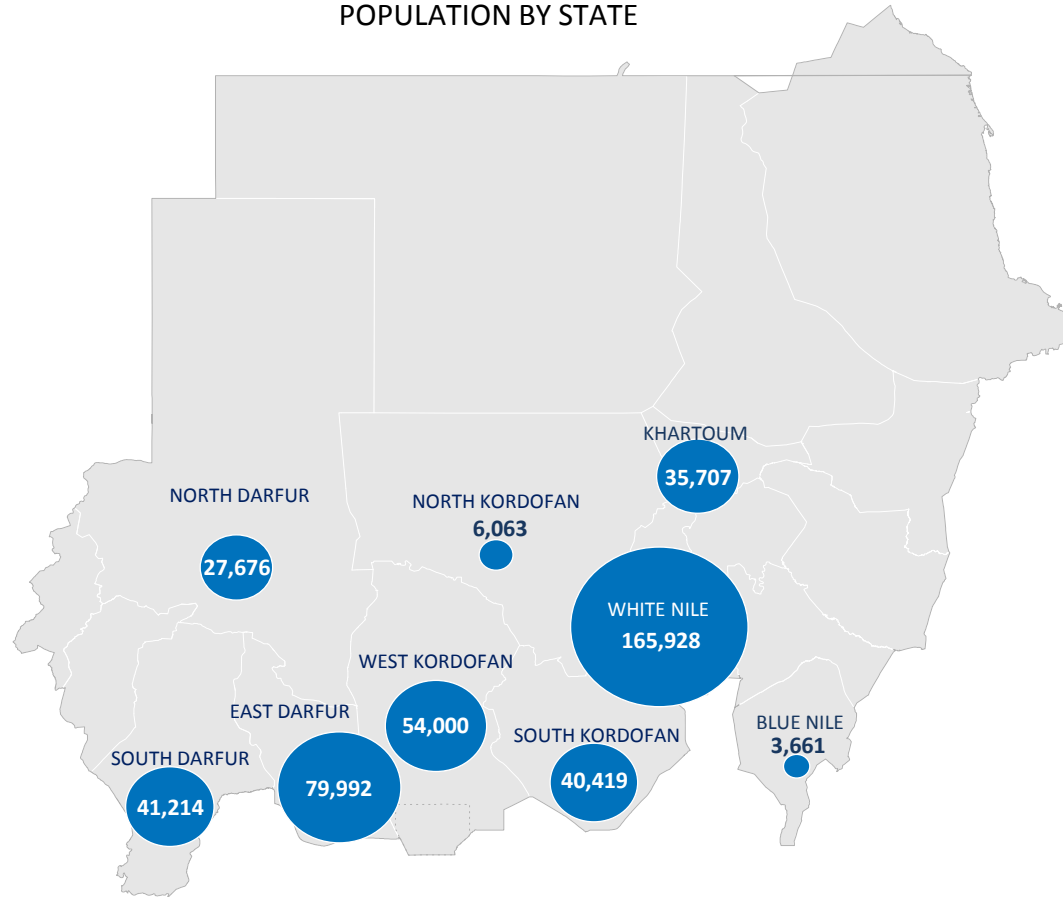 POPULATION BY STATE
KHARTOUM
35,707
NORTH DARFUR
27,676
NORTH KORDOFAN
6,063
WHITE NILE
165,928
WEST KORDOFAN
54,000
EAST DARFUR
79,992
SOUTH KORDOFAN
40,419
BLUE NILE
3,661
SOUTH DARFUR
41,214